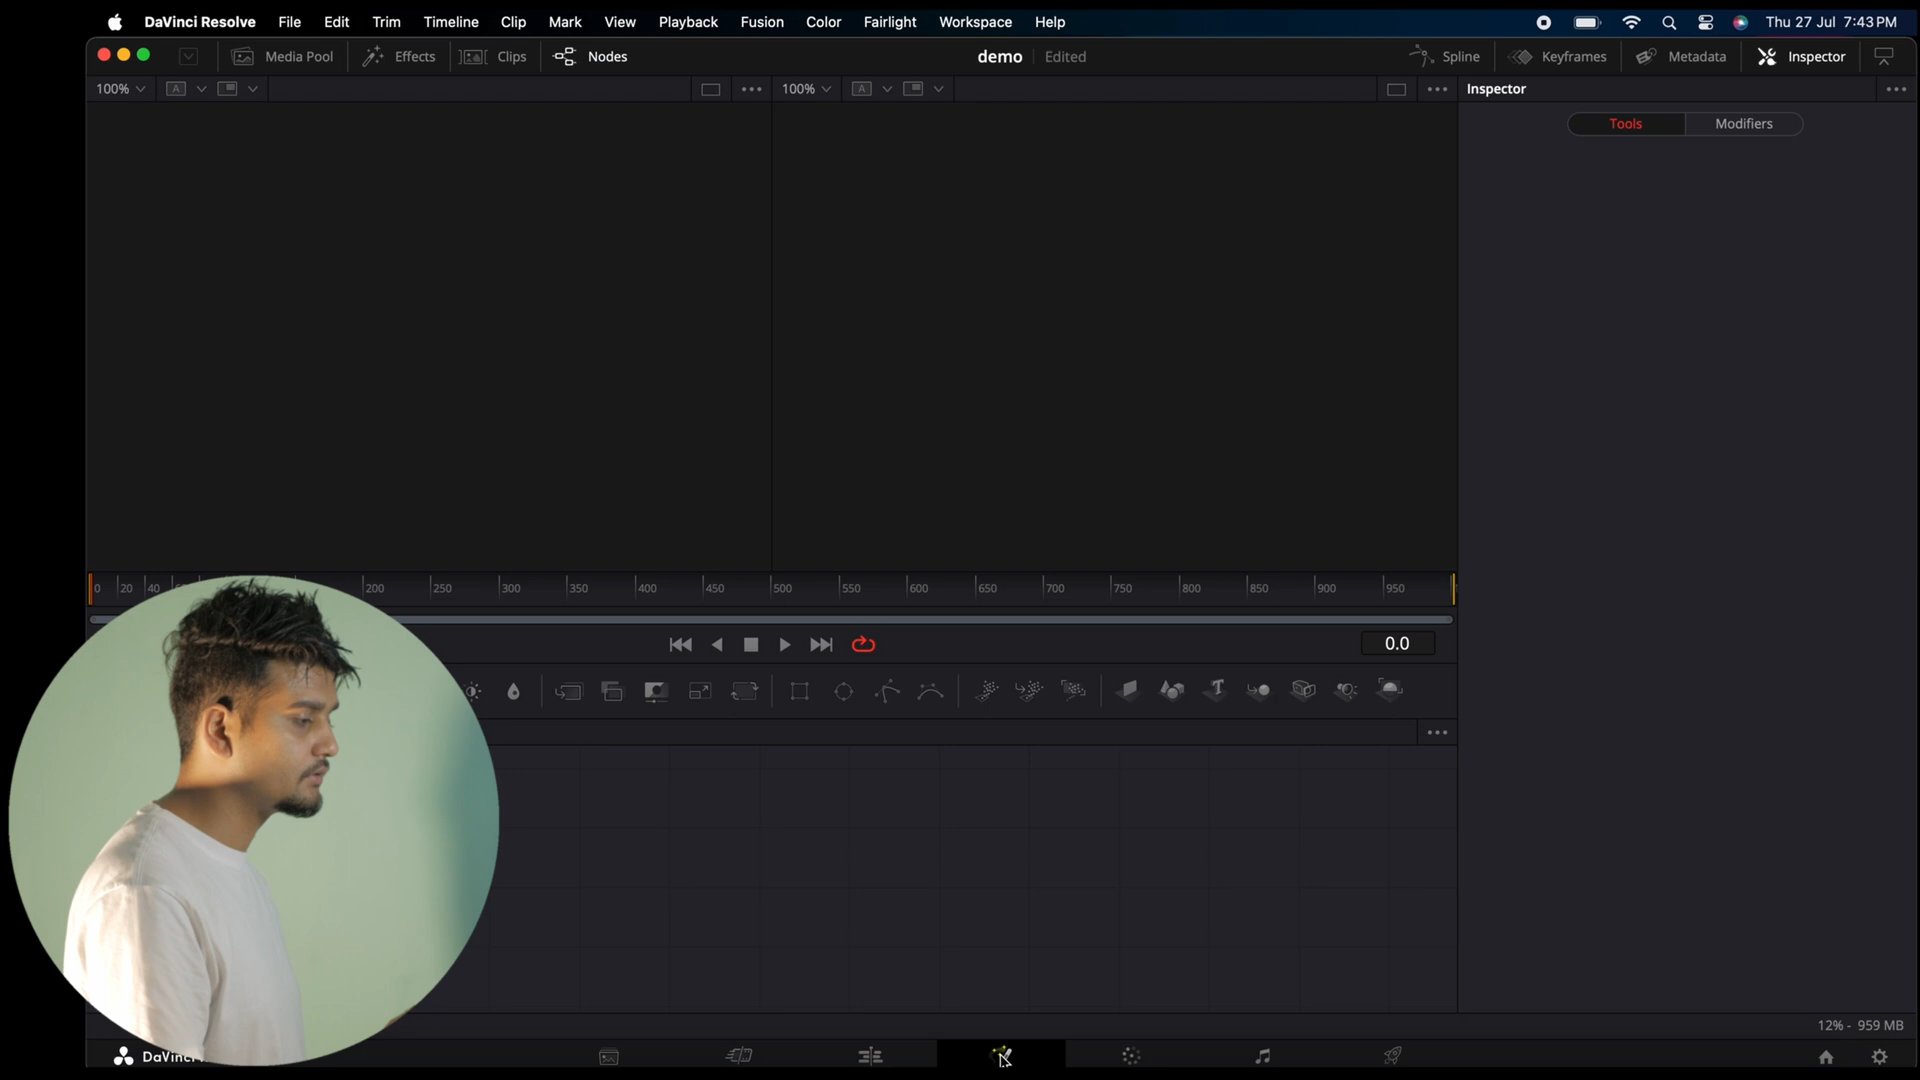 DaVinci Resolve File Edit Trim Timeline Clip Mark View Playback Fusion Color Fairlight Workspace Help Thu 27 Jul 7:43 PM
Media Pool Effects Clips Nodes demo Edited Spline Keyframes Metadata Inspector
100% A 100% A Inspector
Tools Modifiers
0 20 40 200 250 300 350 400 450 500 550 600 650 700 750 800 850 900 950
0.0
T
12% - 959 MB
DaVinci